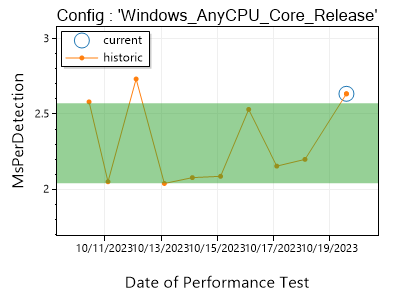 Config : 'Windows_AnyCPU_Core_Release'
3
current
historic
2.5
MsPerDetection
2
10/11/2023 10/13/2023 10/15/2023 10/17/2023 10/19/2023
Date of Performance Test